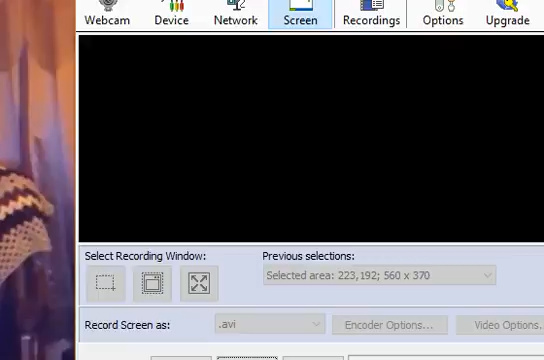 Webcam Device Network Screen Recordings Options Upgrade
Select Recording Window: Previous selections:
Selected area: 223,192; 560 x 370
Record Screen as: .avi Encoder Options... Video Options.